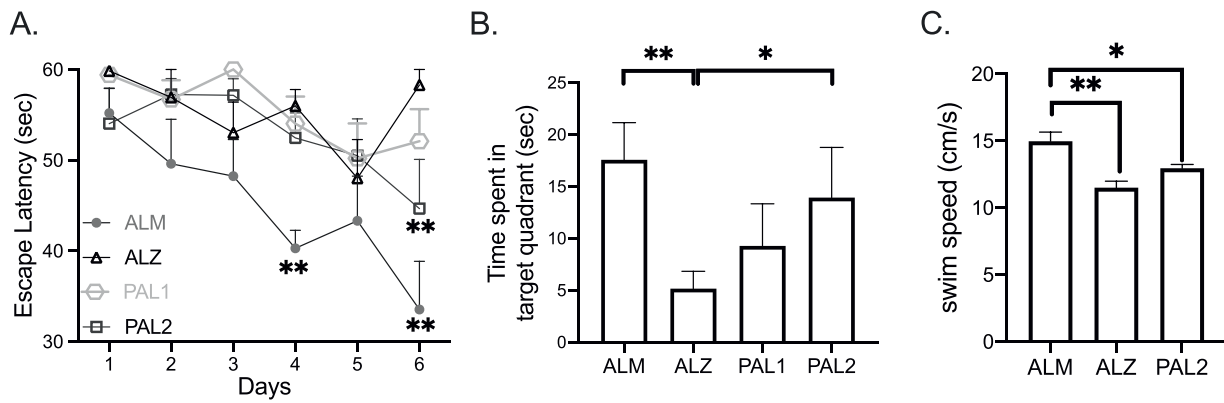 A.
60
50
40
30
Escape Latency (sec)
ALM
ALZ
PAL1
PAL2
**
**
**
1 2 3 4 5 6
Days
B.
** *
25
20
15
10
5
0
Time spent in
target quadrant (sec)
ALM ALZ PAL1 PAL2
C.
*
**
20
15
10
5
0
swim speed (cm/s)
ALM ALZ PAL2